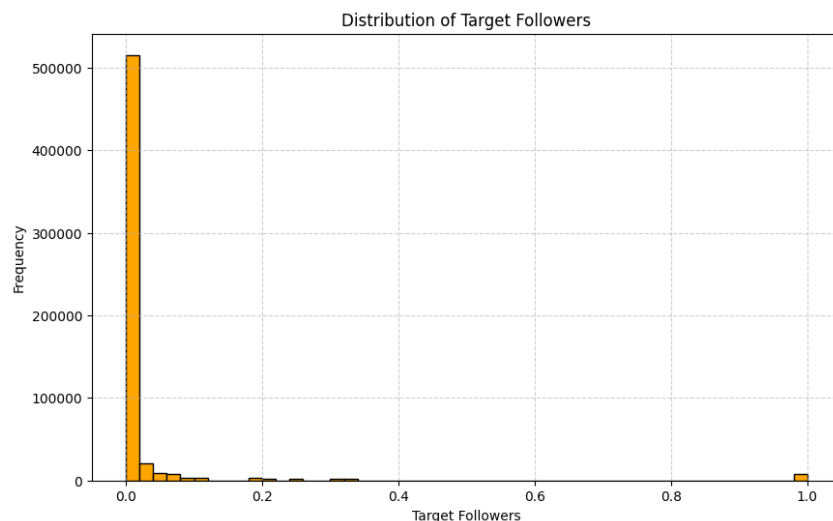 Distribution of Target Followers
Frequency
500000
400000
300000
200000
100000
0
0.0 0.2 0.4 0.6 0.8 1.0
Target Followers